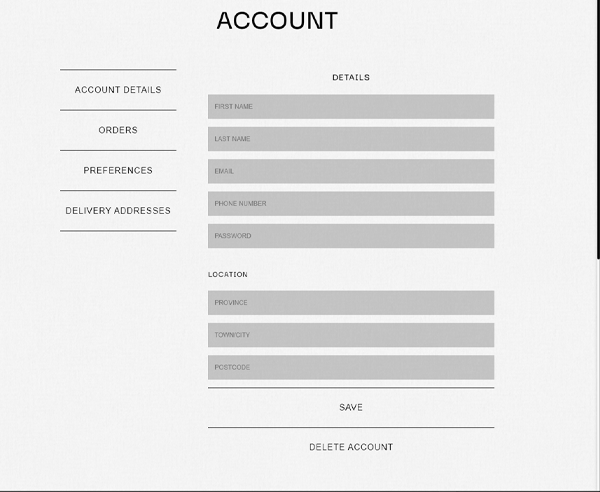 ACCOUNT
ACCOUNT DETAILS
ORDERS
PREFERENCES
DELIVERY ADDRESSES
DETAILS
FIRST NAME
LAST NAME
EMAIL
PHONE NUMBER
PASSWORD
LOCATION
PROVINCE
TOWN/CITY
POSTCODE
SAVE
DELETE ACCOUNT